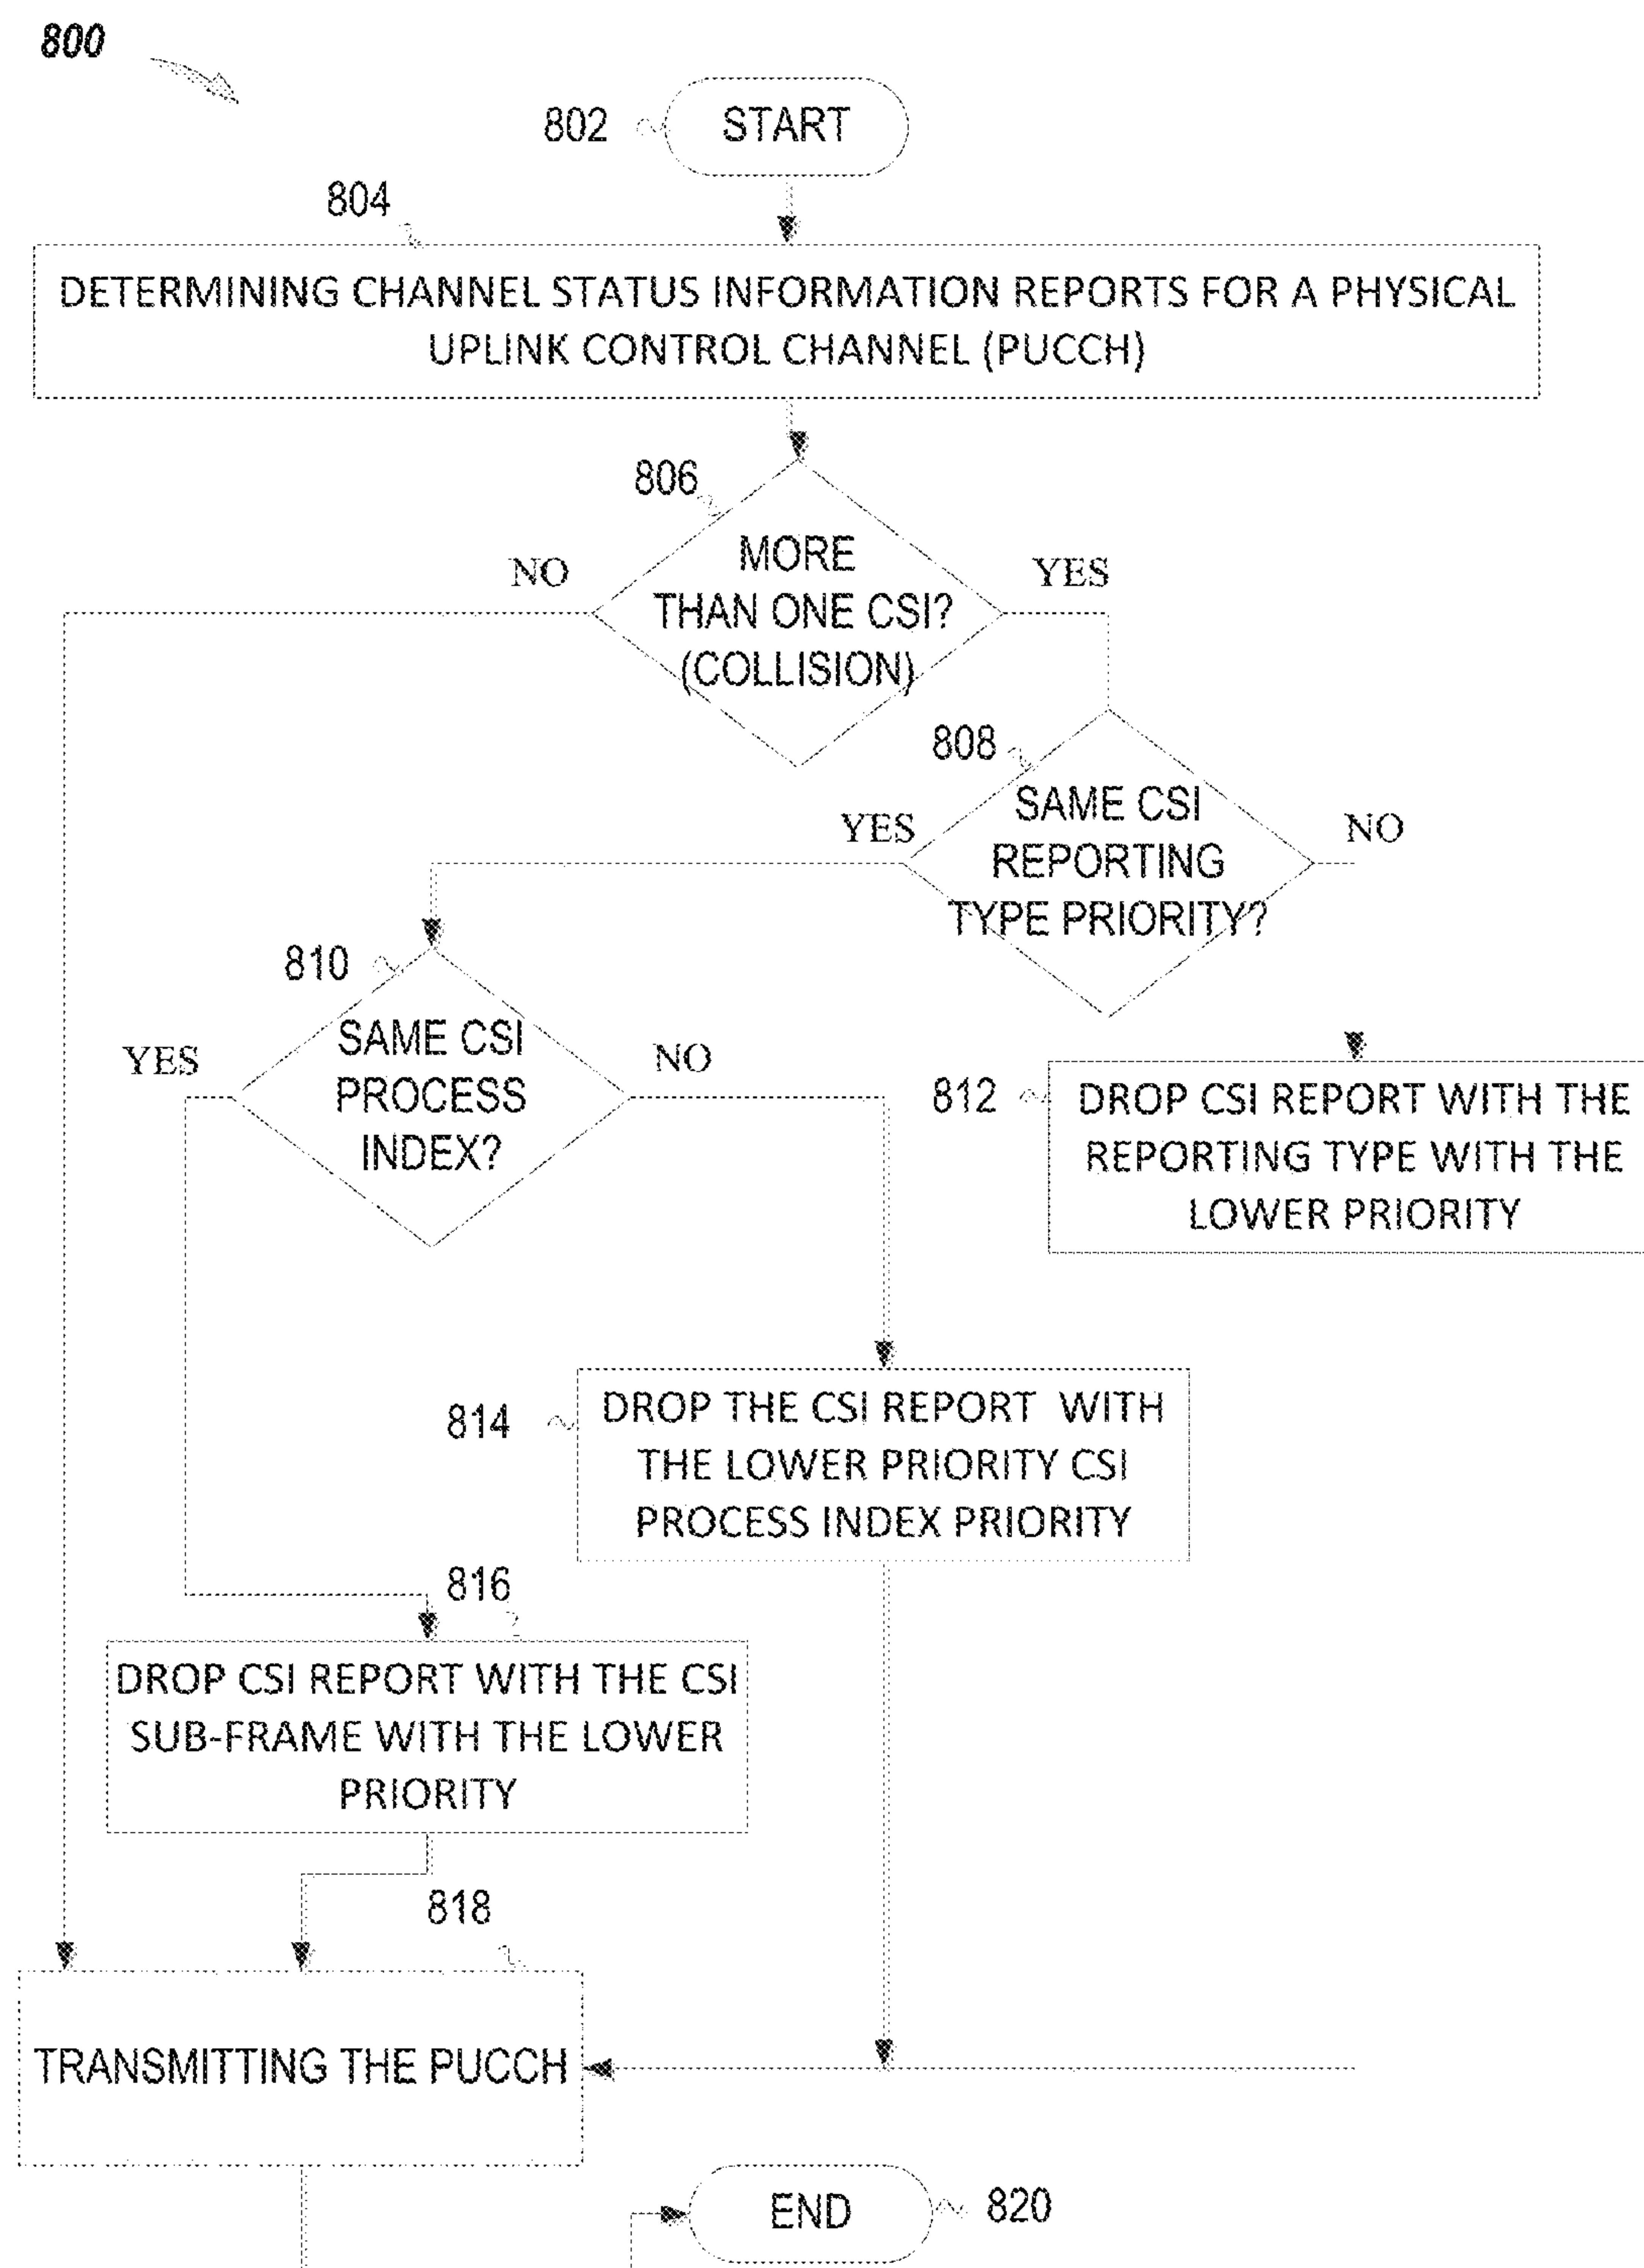 800
802
START
804
DETERMINING CHANNEL STATUS INFORMATION REPORTS FOR A PHYSICAL
UPLINK CONTROL CHANNEL (PUCCH)
806
MORE
THAN ONE CSI?
(COLLISION)
NO
YES
808
SAME CSI
REPORTING
TYPE PRIORITY?
YES
NO
810
SAME CSI
PROCESS
INDEX?
YES
NO
812
DROP CSI REPORT WITH THE
REPORTING TYPE WITH THE
LOWER PRIORITY
814
DROP THE CSI REPORT WITH
THE LOWER PRIORITY CSI
PROCESS INDEX PRIORITY
816
DROP CSI REPORT WITH THE CSI
SUB-FRAME WITH THE LOWER
PRIORITY
818
TRANSMITTING THE PUCCH
END
820